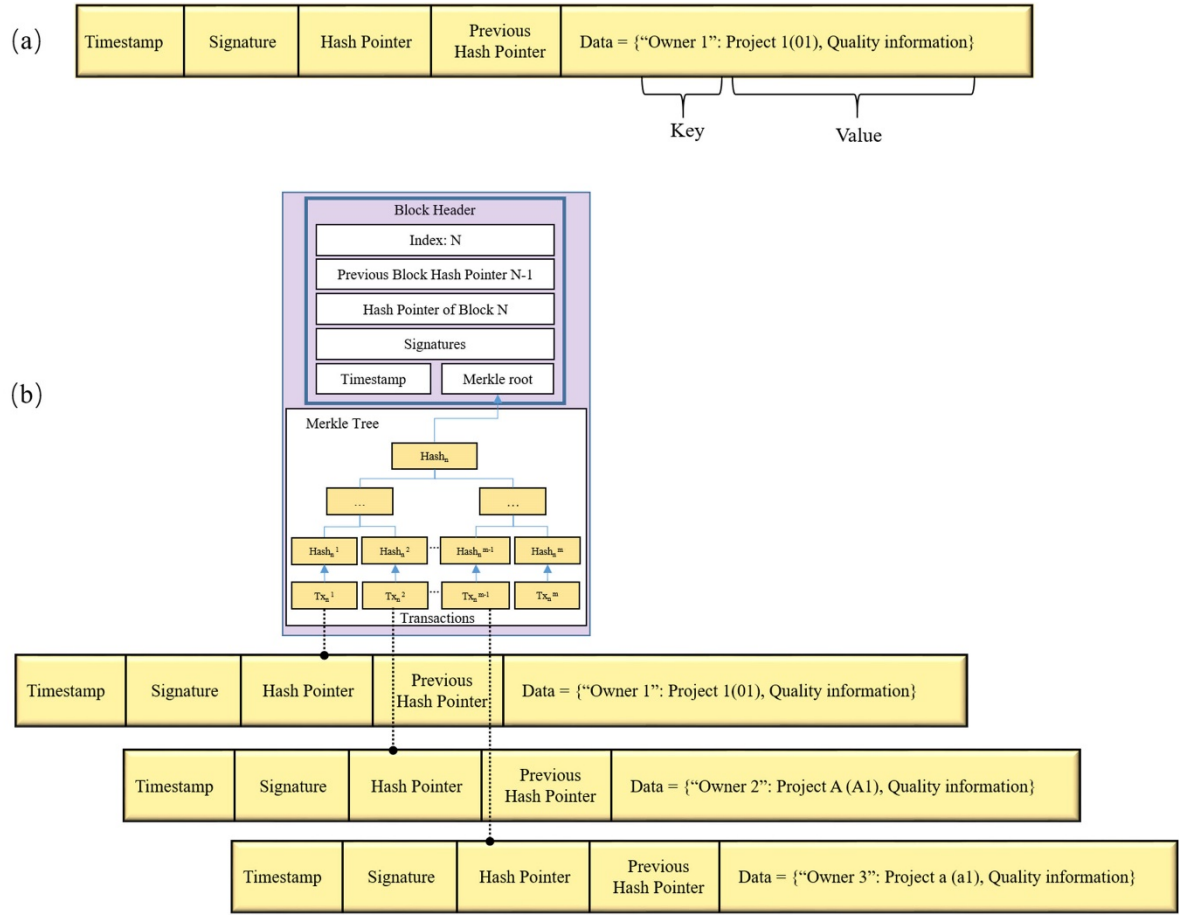 (a)
Timestamp
Signature
Hash Pointer
Previous
Hash Pointer
Data = {“Owner 1”: Project 1(01), Quality information}
Key
Value
(b)
Block Header
Index: N
Previous Block Hash Pointer N-1
Hash Pointer of Block N
Signatures
Timestamp
Merkle root
Merkle Tree
Hashₙ
...
...
Hashₙ¹
Hashₙ²
...
Hashₙᵐ⁻¹
Hashₙᵐ
Txₙ¹
Txₙ²
...
Txₙᵐ⁻¹
Txₙᵐ
Transactions
Timestamp
Signature
Hash Pointer
Previous
Hash Pointer
Data = {“Owner 1”: Project 1(01), Quality information}
Timestamp
Signature
Hash Pointer
Previous
Hash Pointer
Data = {“Owner 2”: Project A (A1), Quality information}
Timestamp
Signature
Hash Pointer
Previous
Hash Pointer
Data = {“Owner 3”: Project a (a1), Quality information}